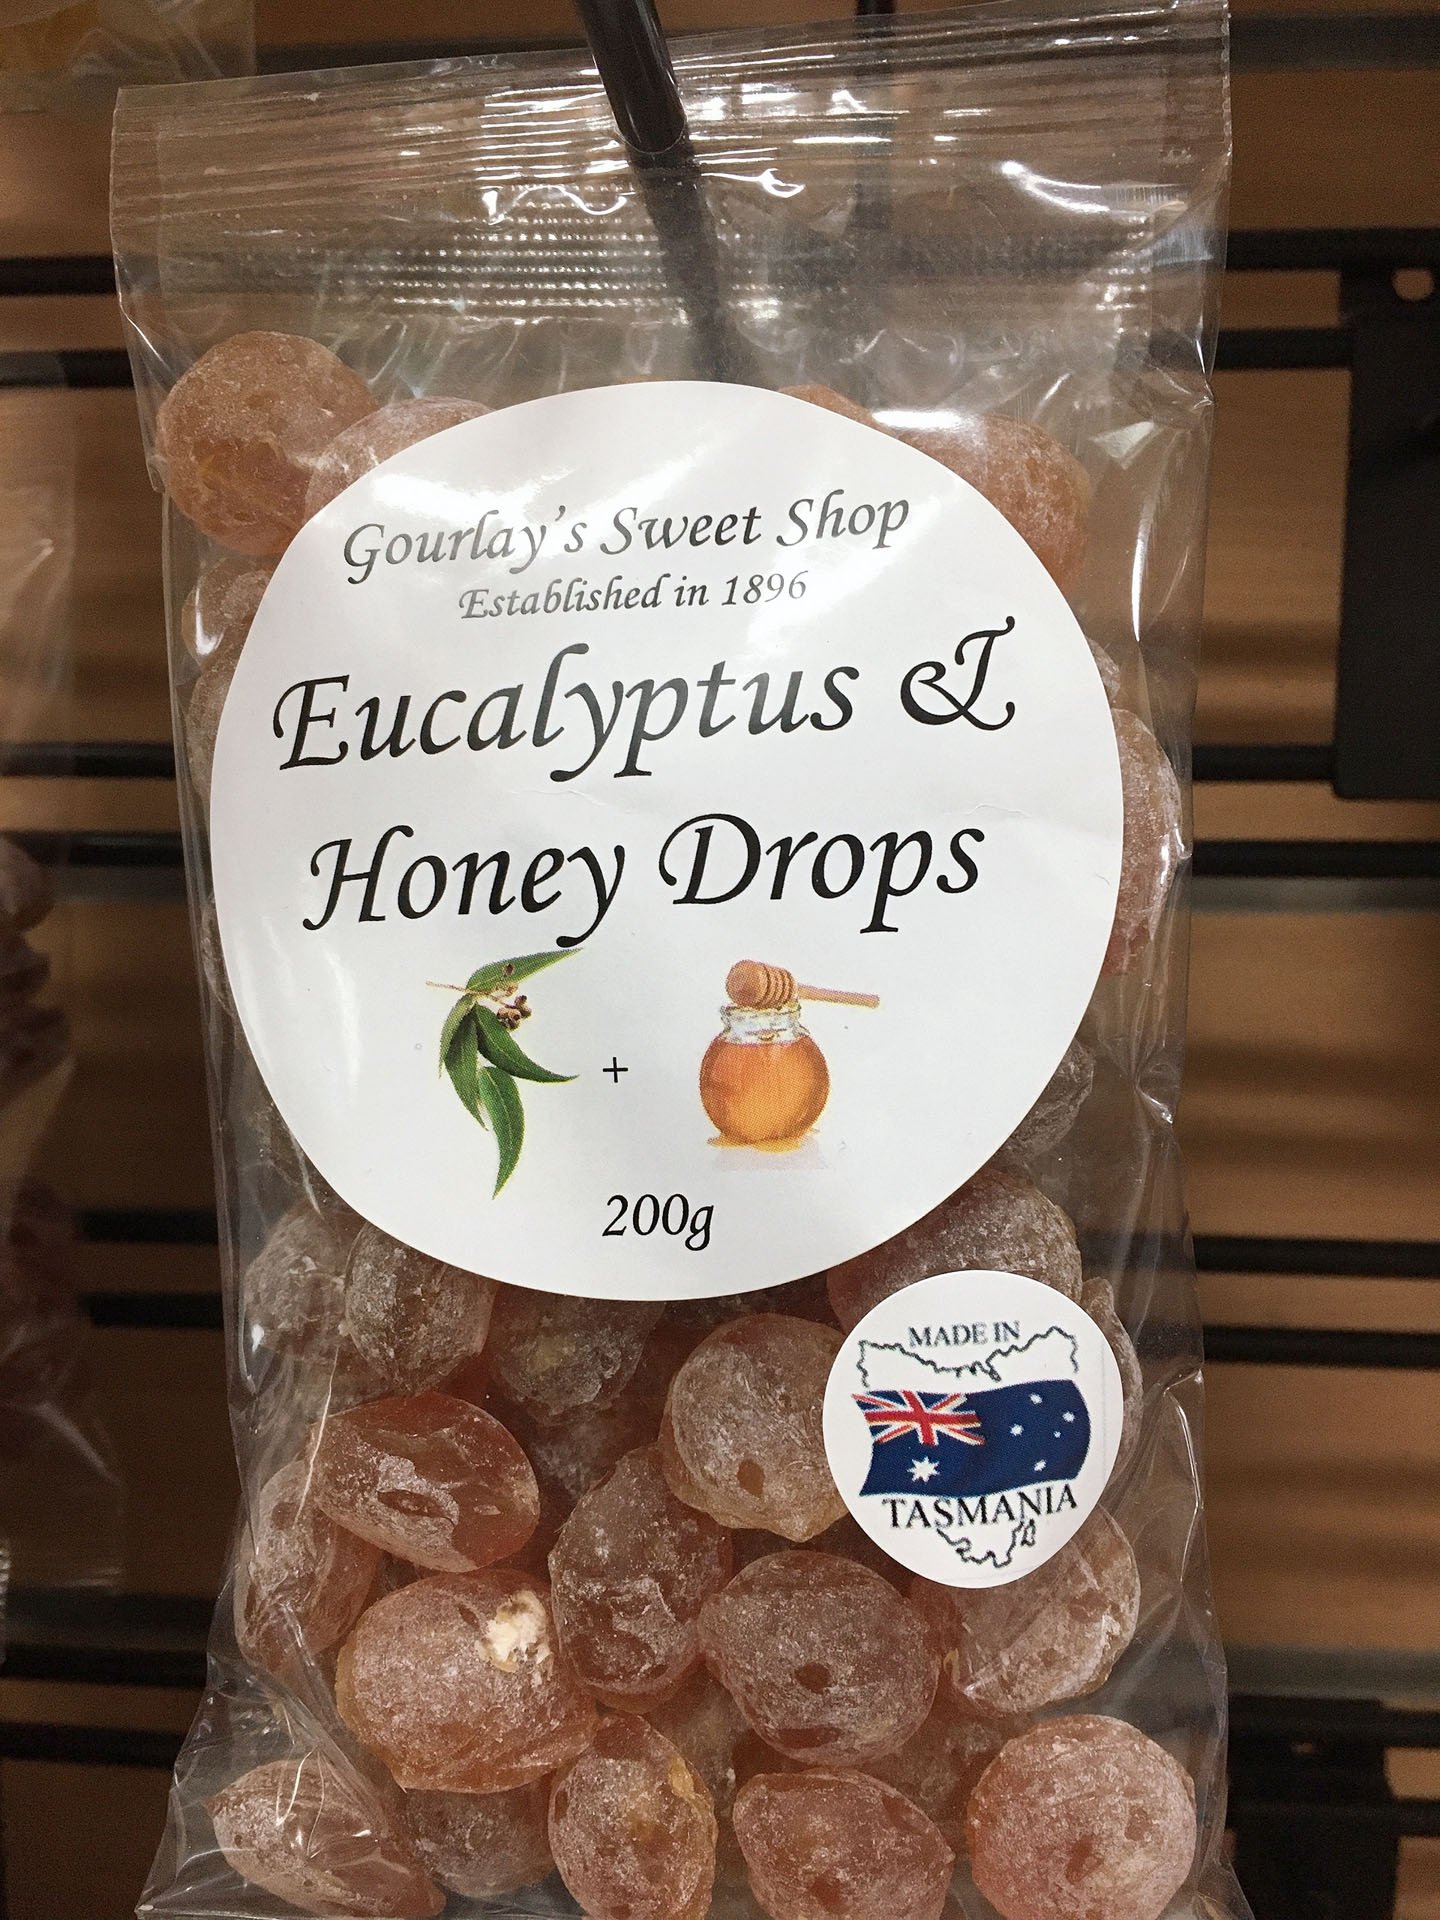 Gourlay's Sweet Shop
Established in 1896
Eucalyptus &
Honey Drops
+
200g
MADE IN
TASMANIA